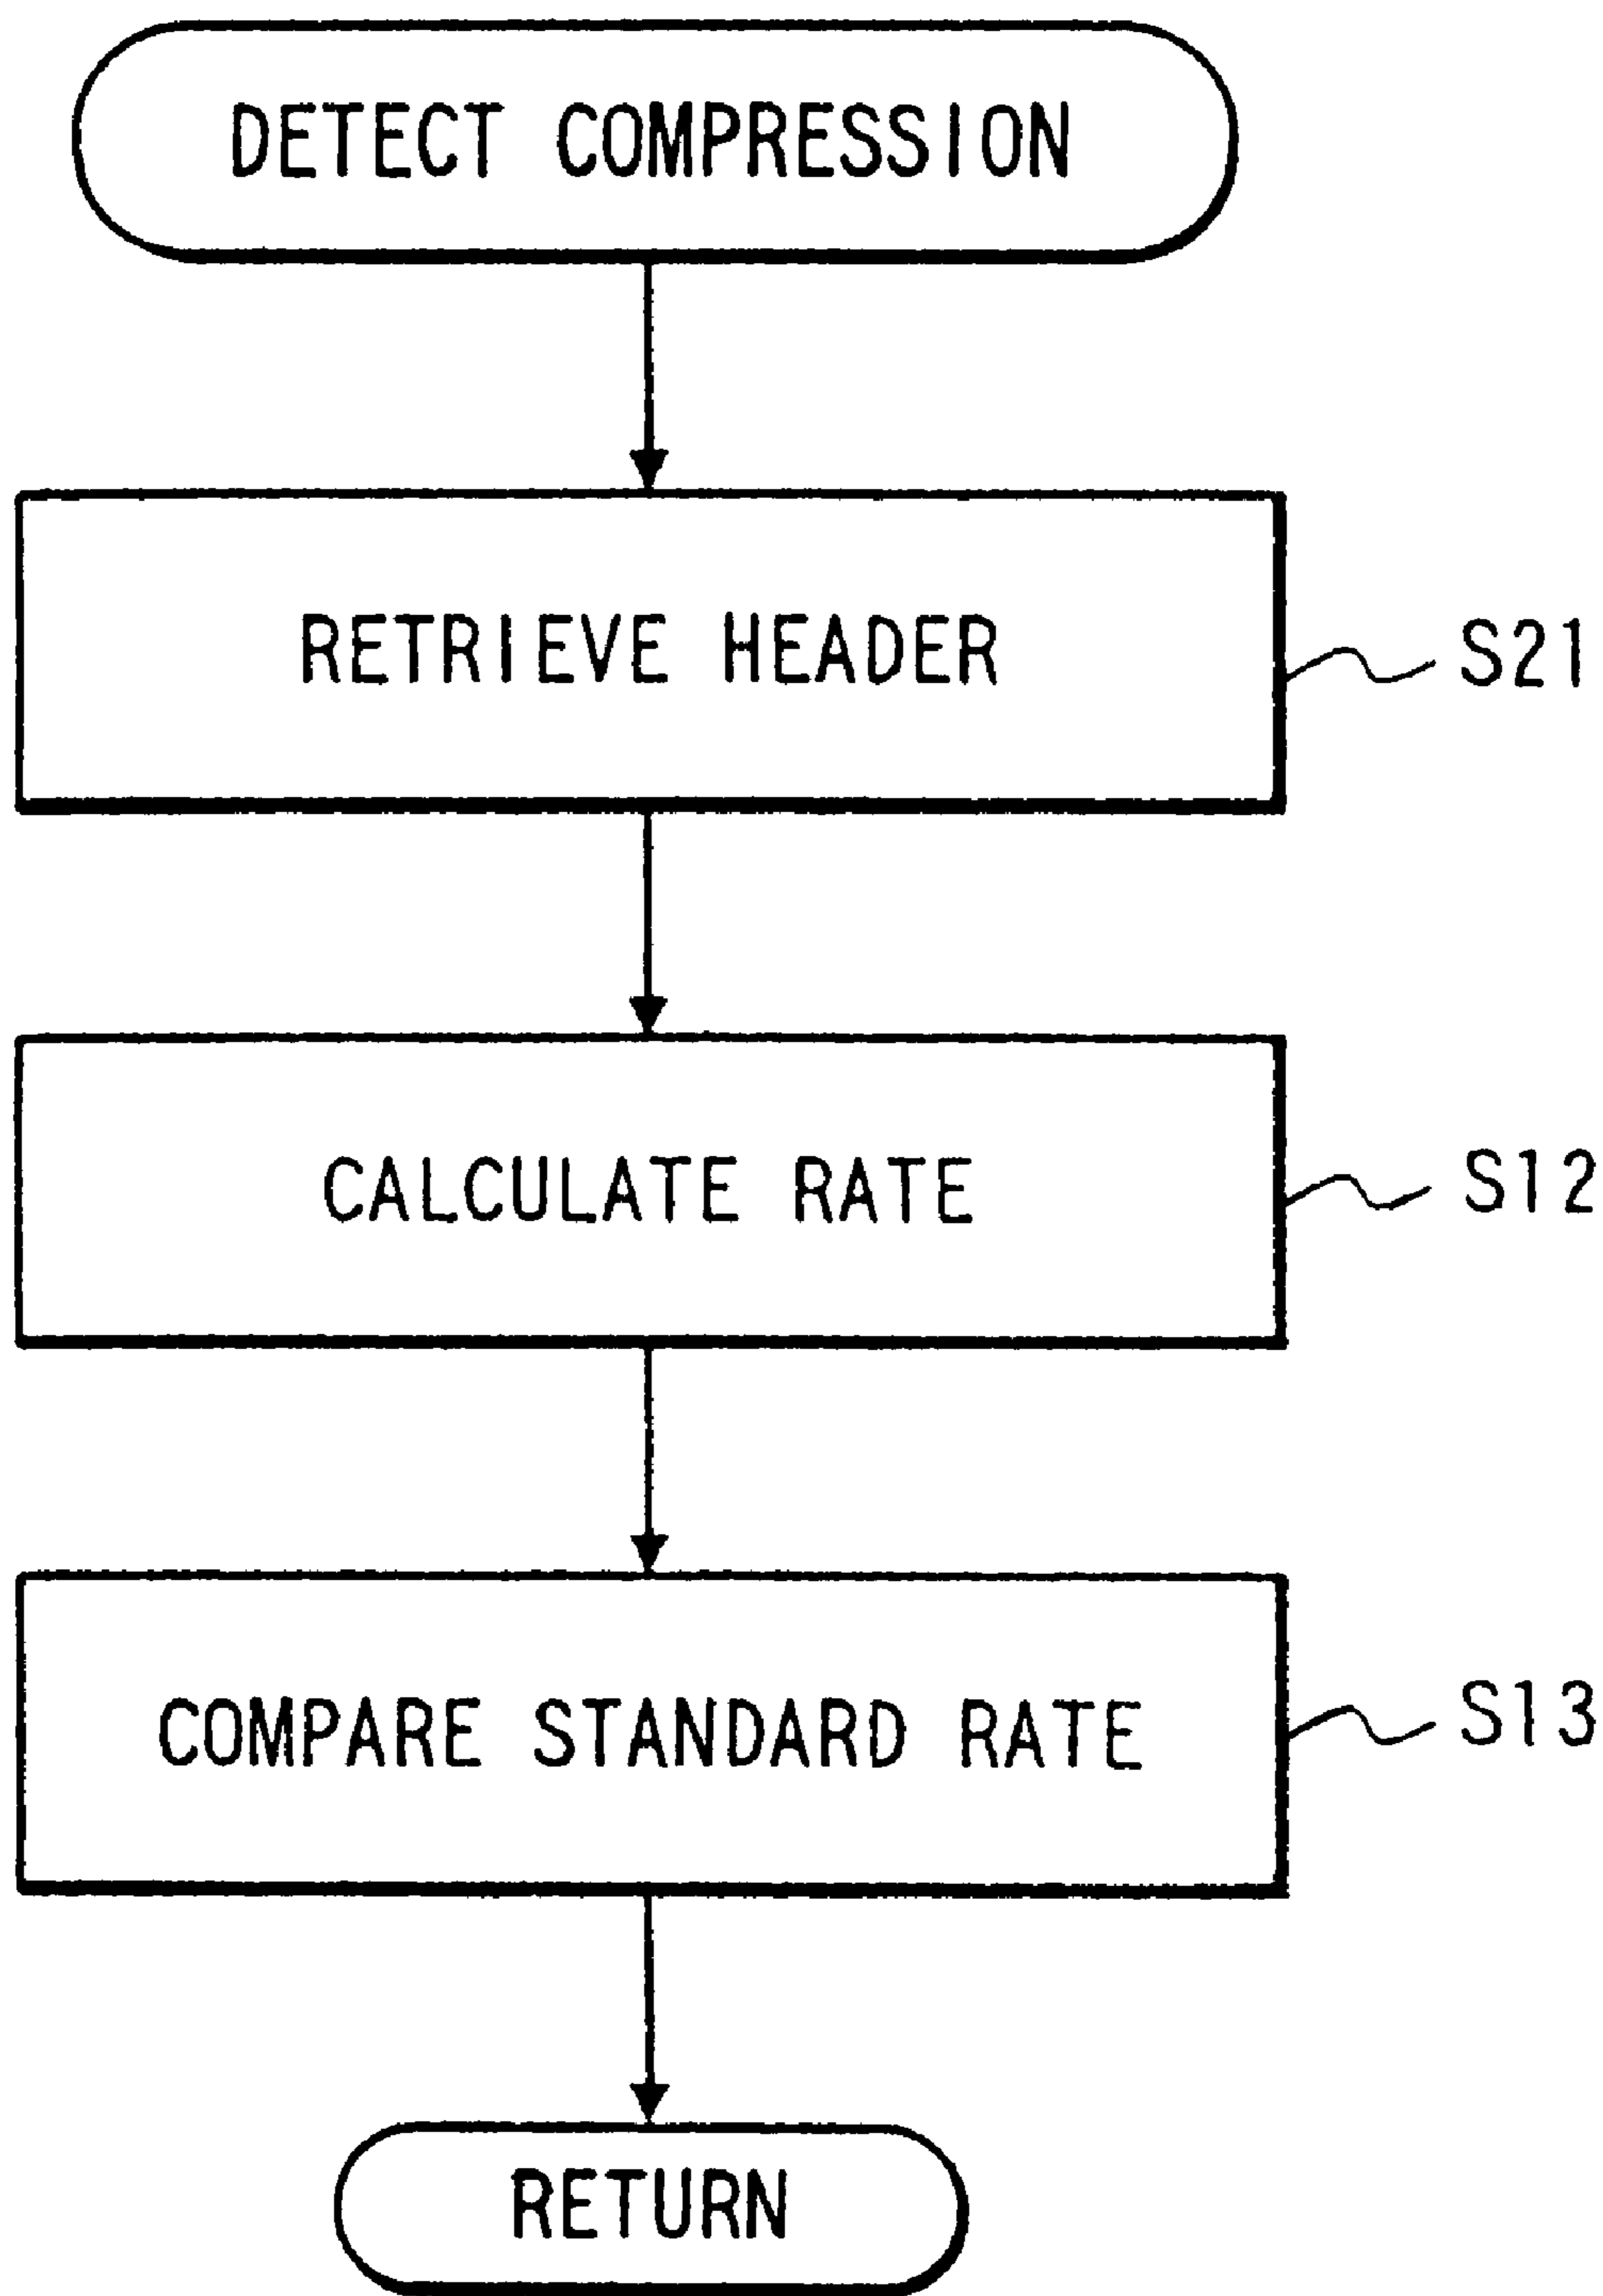 DETECT COMPRESSION
RETRIEVE HEADER
S21
CALCULATE RATE
S12
COMPARE STANDARD RATE
S13
RETURN